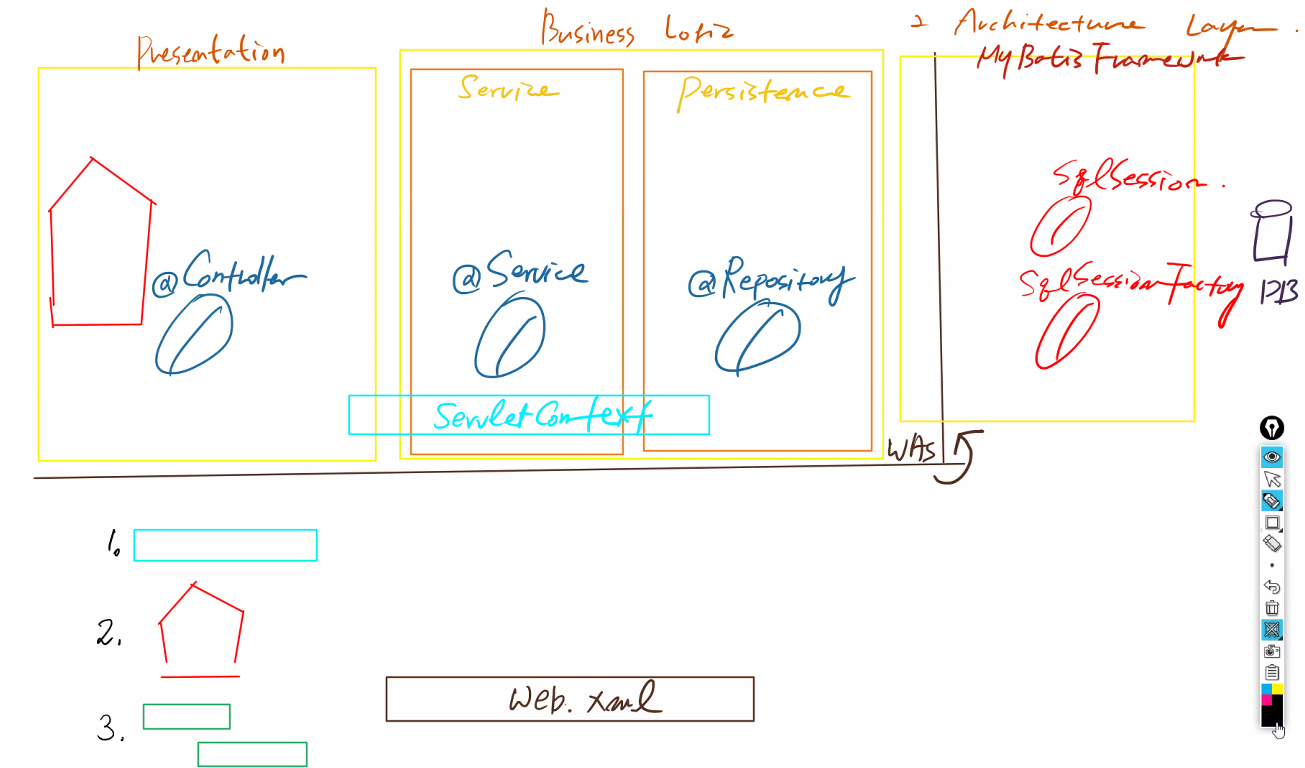 Presentation
Business Logic
2 Architecture Layer.
MyBatis Framework
Service
Persistence
SqlSession.
@Controller
@Service
@Repository
SqlSessionFactory
DB
ServletContext
WAS
1.
2.
3.
Web.xml